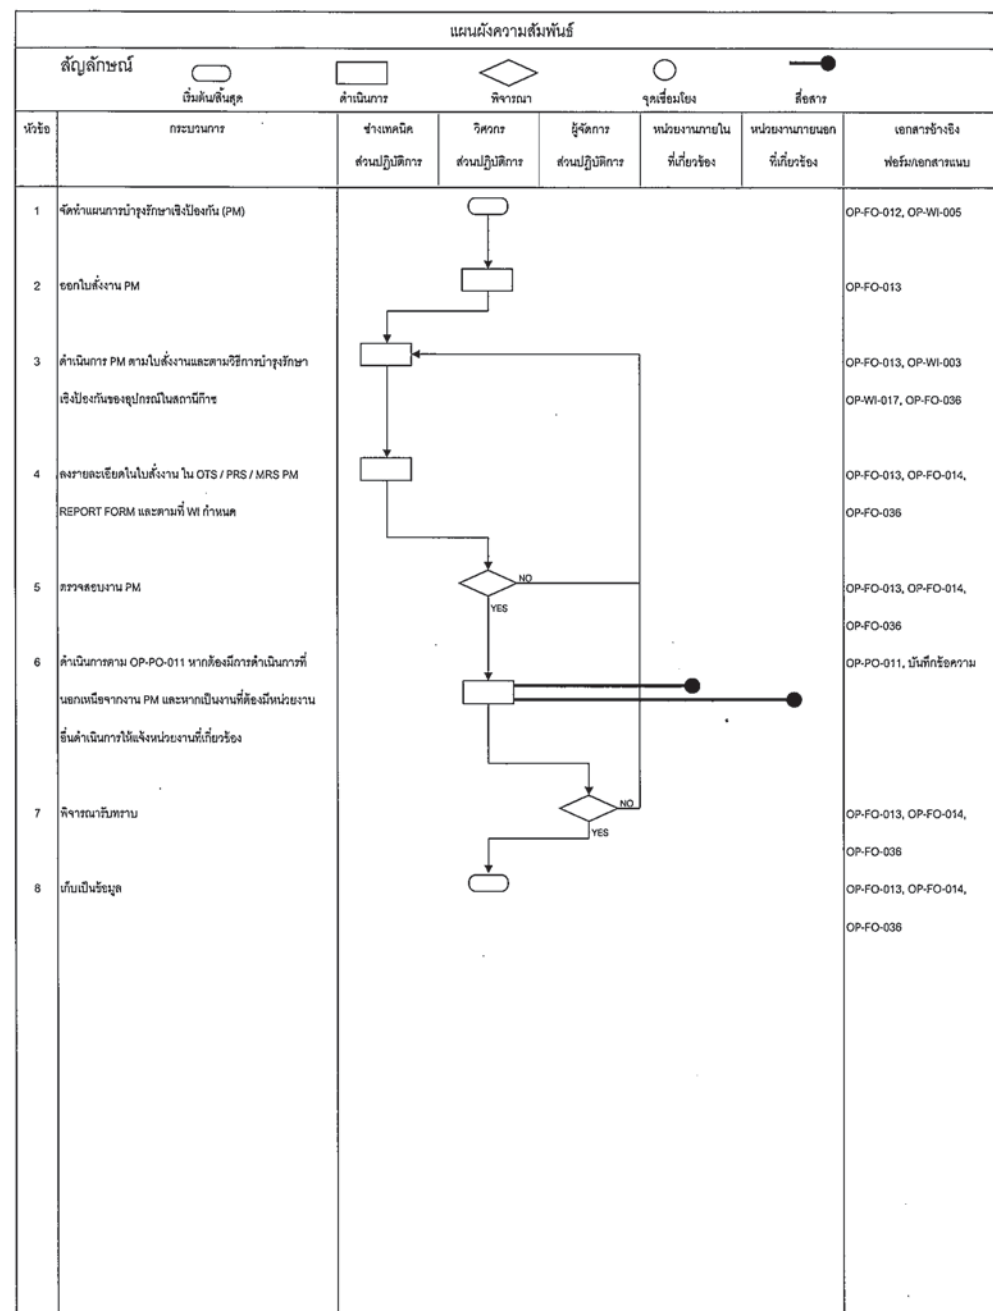 แผนผังความสัมพันธ์
สัญลักษณ์
เริ่มต้น/สิ้นสุด
ดำเนินการ
พิจารณา
จุดเชื่อมโยง
สื่อสาร
หัวข้อ
กระบวนการ
ช่างเทคนิค
ส่วนปฏิบัติการ
วิศวกร
ส่วนปฏิบัติการ
ผู้จัดการ
ส่วนปฏิบัติการ
หน่วยงานภายใน
ที่เกี่ยวข้อง
หน่วยงานภายนอก
ที่เกี่ยวข้อง
เอกสารอ้างอิง
ฟอร์ม/เอกสารแนบ
1 จัดทำแผนการบำรุงรักษาเชิงป้องกัน (PM) OP-FO-012, OP-WI-005
2 ออกใบสั่งงาน PM OP-FO-013
3 ดำเนินการ PM ตามใบสั่งงานและตามวิธีการบำรุงรักษา OP-FO-013, OP-WI-003
เชิงป้องกันของอุปกรณ์ในสถานีก๊าซ OP-WI-017, OP-FO-036
4 ลงรายละเอียดในใบสั่งงาน ใน OTS / PRS / MRS PM OP-FO-013, OP-FO-014,
REPORT FORM และตามที่ WI กำหนด OP-FO-036
NO
5 ตรวจสอบงาน PM OP-FO-013, OP-FO-014,
YES
OP-FO-036
6 ดำเนินการตาม OP-PO-011 หากต้องมีการดำเนินการที่ OP-PO-011, บันทึกข้อความ
นอกเหนือจากงาน PM และหากเป็นงานที่ต้องมีหน่วยงาน
อื่นดำเนินการให้แจ้งหน่วยงานที่เกี่ยวข้อง
NO
7 พิจารณารับทราบ OP-FO-013, OP-FO-014,
YES
OP-FO-036
8 เก็บเป็นข้อมูล OP-FO-013, OP-FO-014,
OP-FO-036